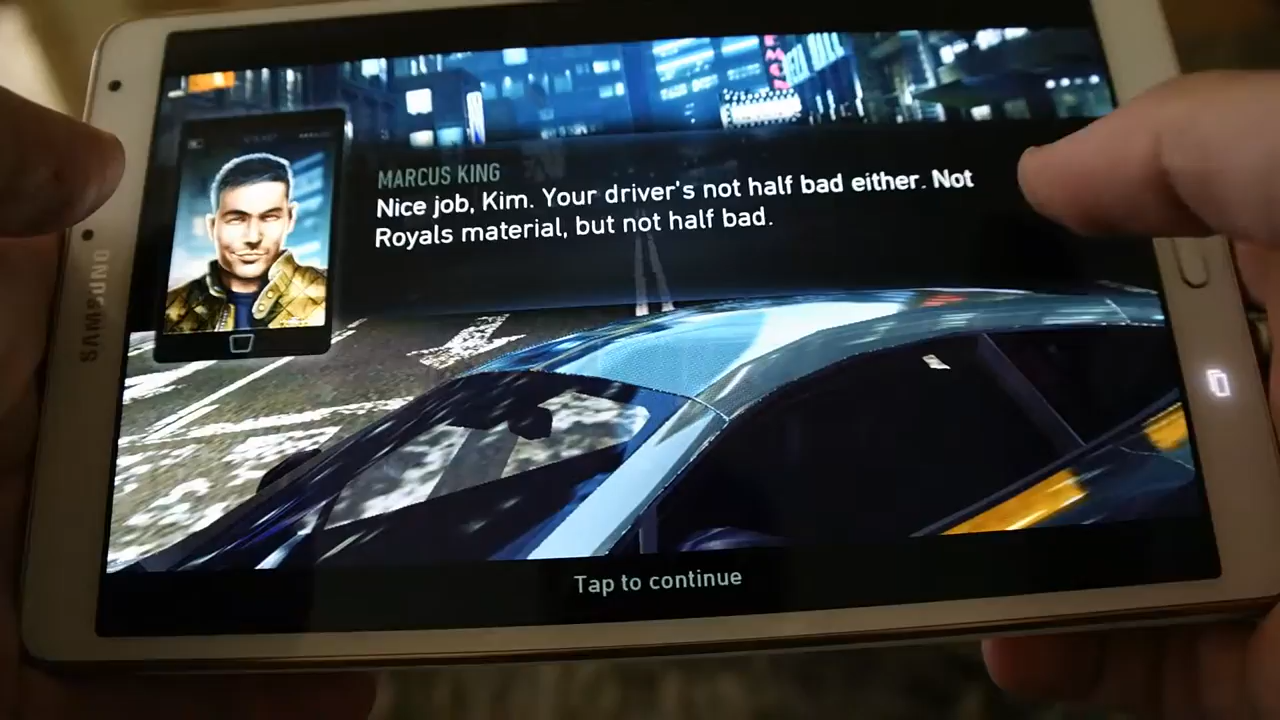 MARCUS KING
Nice job, Kim. Your driver's not half bad either. Not
Royals material, but not half bad.
Tap to continue
SAMSUNG